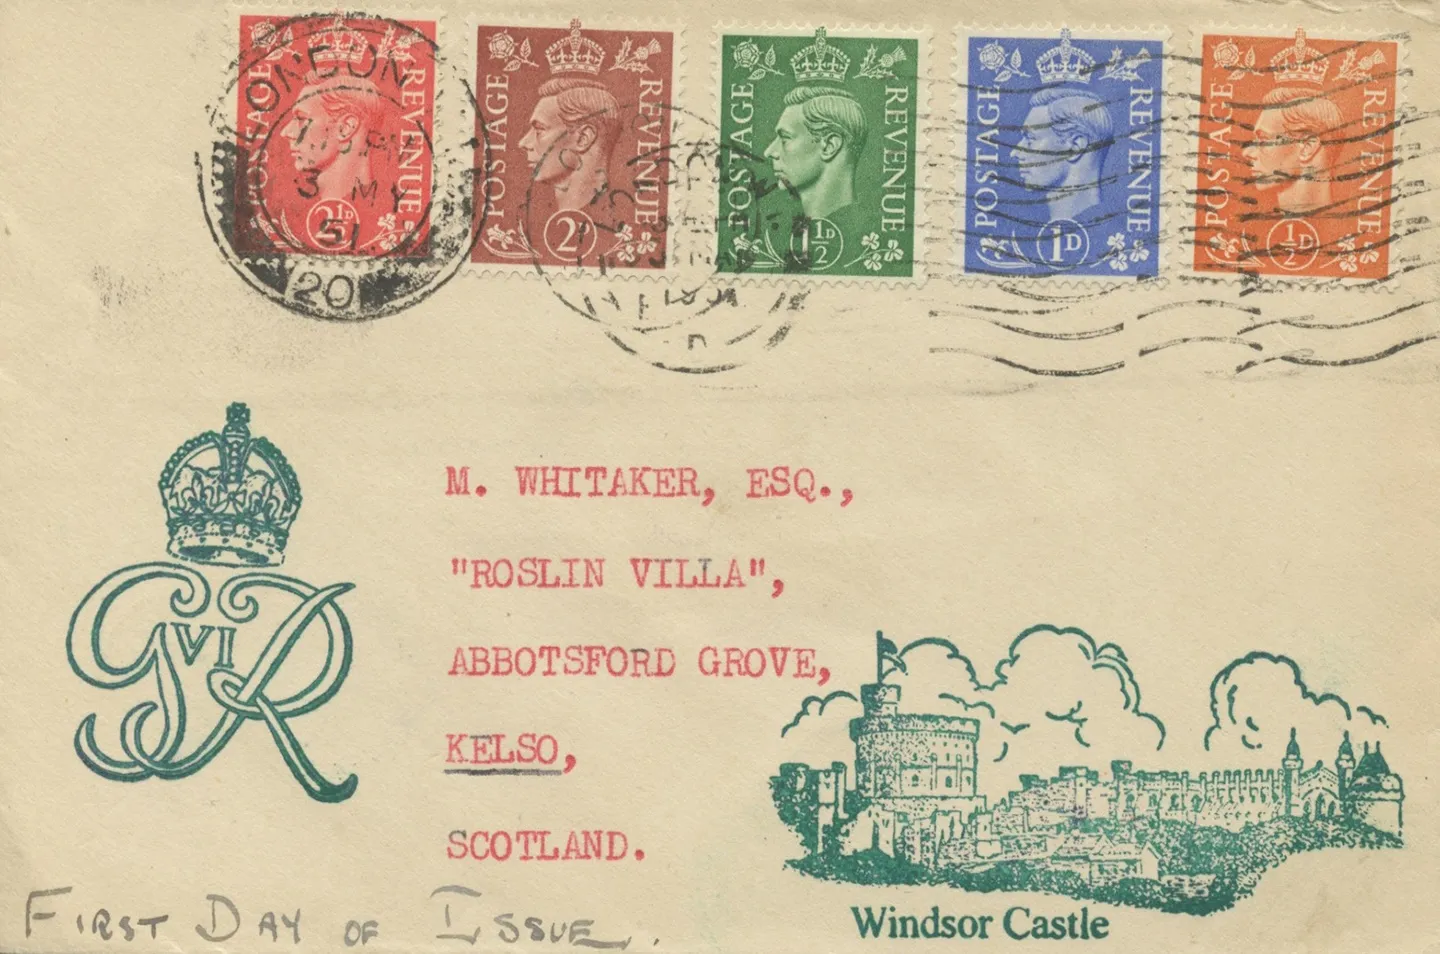 POSTAGE REVENUE 2½D
POSTAGE REVENUE 2D
POSTAGE REVENUE 1½D
POSTAGE REVENUE 1D
POSTAGE REVENUE ½D
LONDON
3 MY
51
20
GVIR
M. WHITAKER, ESQ.,
"ROSLIN VILLA",
ABBOTSFORD GROVE,
KELSO,
SCOTLAND.
Windsor Castle
FIRST DAY OF ISSUE.